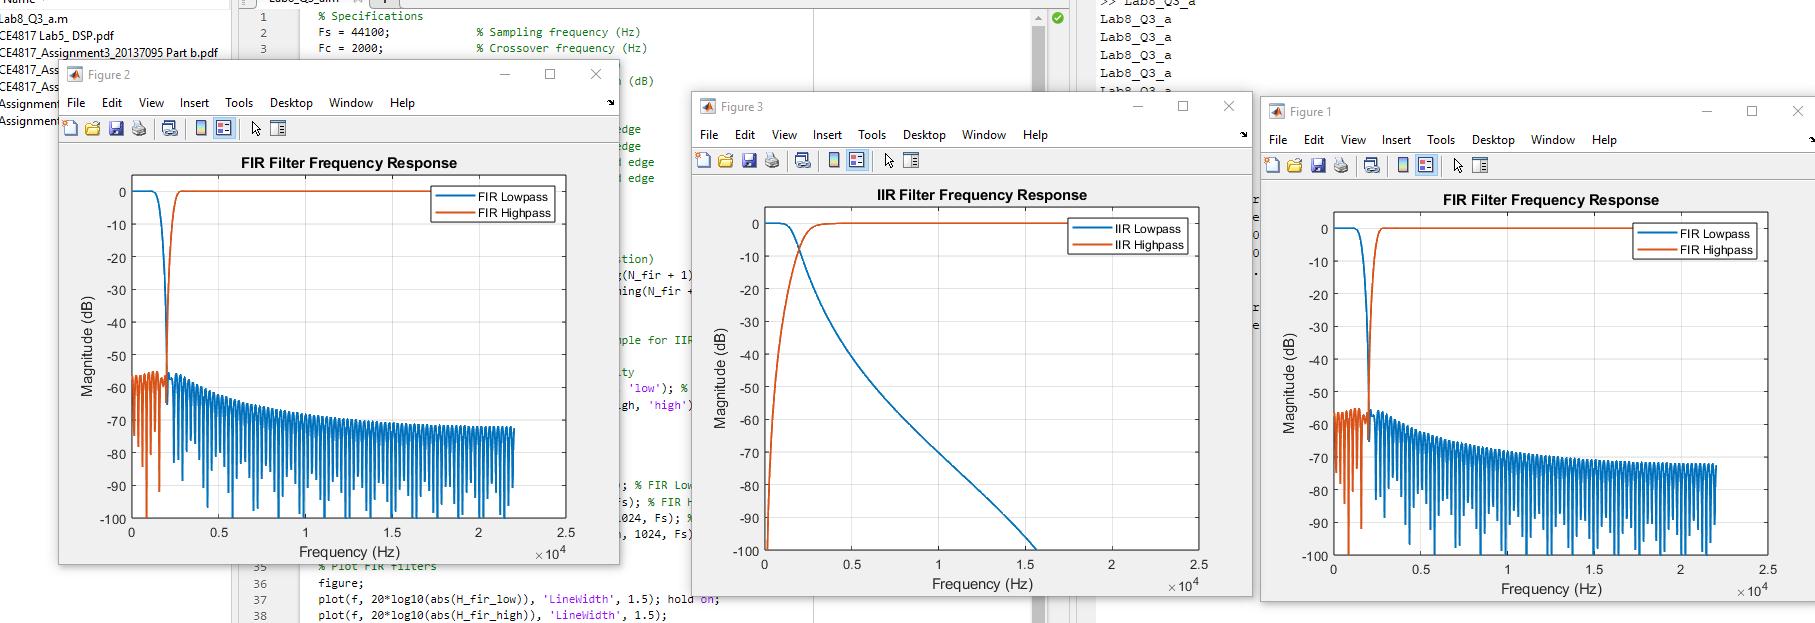 Lab8_Q3_a.m
CE4817 Lab5_ DSP.pdf
CE4817_Assignment3_20137095 Part b.pdf
CE4817_Ass
CE4817_Ass
Assignment
Assignment
1 % Specifications
2 Fs = 44100; % Sampling frequency (Hz)
3 Fc = 2000; % Crossover frequency (Hz)
(dB)
edge
edge
edge
edge
stion)
g(N_fir + 1)
ning(N_fir +
mple for IIR
ity
'low'); %
gh, 'high')
; % FIR Low
Fs); % FIR H
1024, Fs); %
, 1024, Fs)
35 % Plot FIR filters
36 figure;
37 plot(f, 20*log10(abs(H_fir_low)), 'LineWidth', 1.5); hold on;
38 plot(f, 20*log10(abs(H_fir_high)), 'LineWidth', 1.5);
>> Lab8_Q3_a
Lab8_Q3_a
Lab8_Q3_a
Lab8_Q3_a
Lab8_Q3_a
Lab8_Q3_a
Figure 2
File Edit View Insert Tools Desktop Window Help
FIR Filter Frequency Response
FIR Lowpass
FIR Highpass
Magnitude (dB)
0
-10
-20
-30
-40
-50
-60
-70
-80
-90
-100
0 0.5 1 1.5 2 2.5
Frequency (Hz)
×10^4
Figure 3
File Edit View Insert Tools Desktop Window Help
IIR Filter Frequency Response
IIR Lowpass
IIR Highpass
Magnitude (dB)
0
-10
-20
-30
-40
-50
-60
-70
-80
-90
-100
0 0.5 1 1.5 2 2.5
Frequency (Hz)
×10^4
Figure 1
File Edit View Insert Tools Desktop Window Help
FIR Filter Frequency Response
FIR Lowpass
FIR Highpass
Magnitude (dB)
0
-10
-20
-30
-40
-50
-60
-70
-80
-90
-100
0 0.5 1 1.5 2 2.5
Frequency (Hz)
×10^4